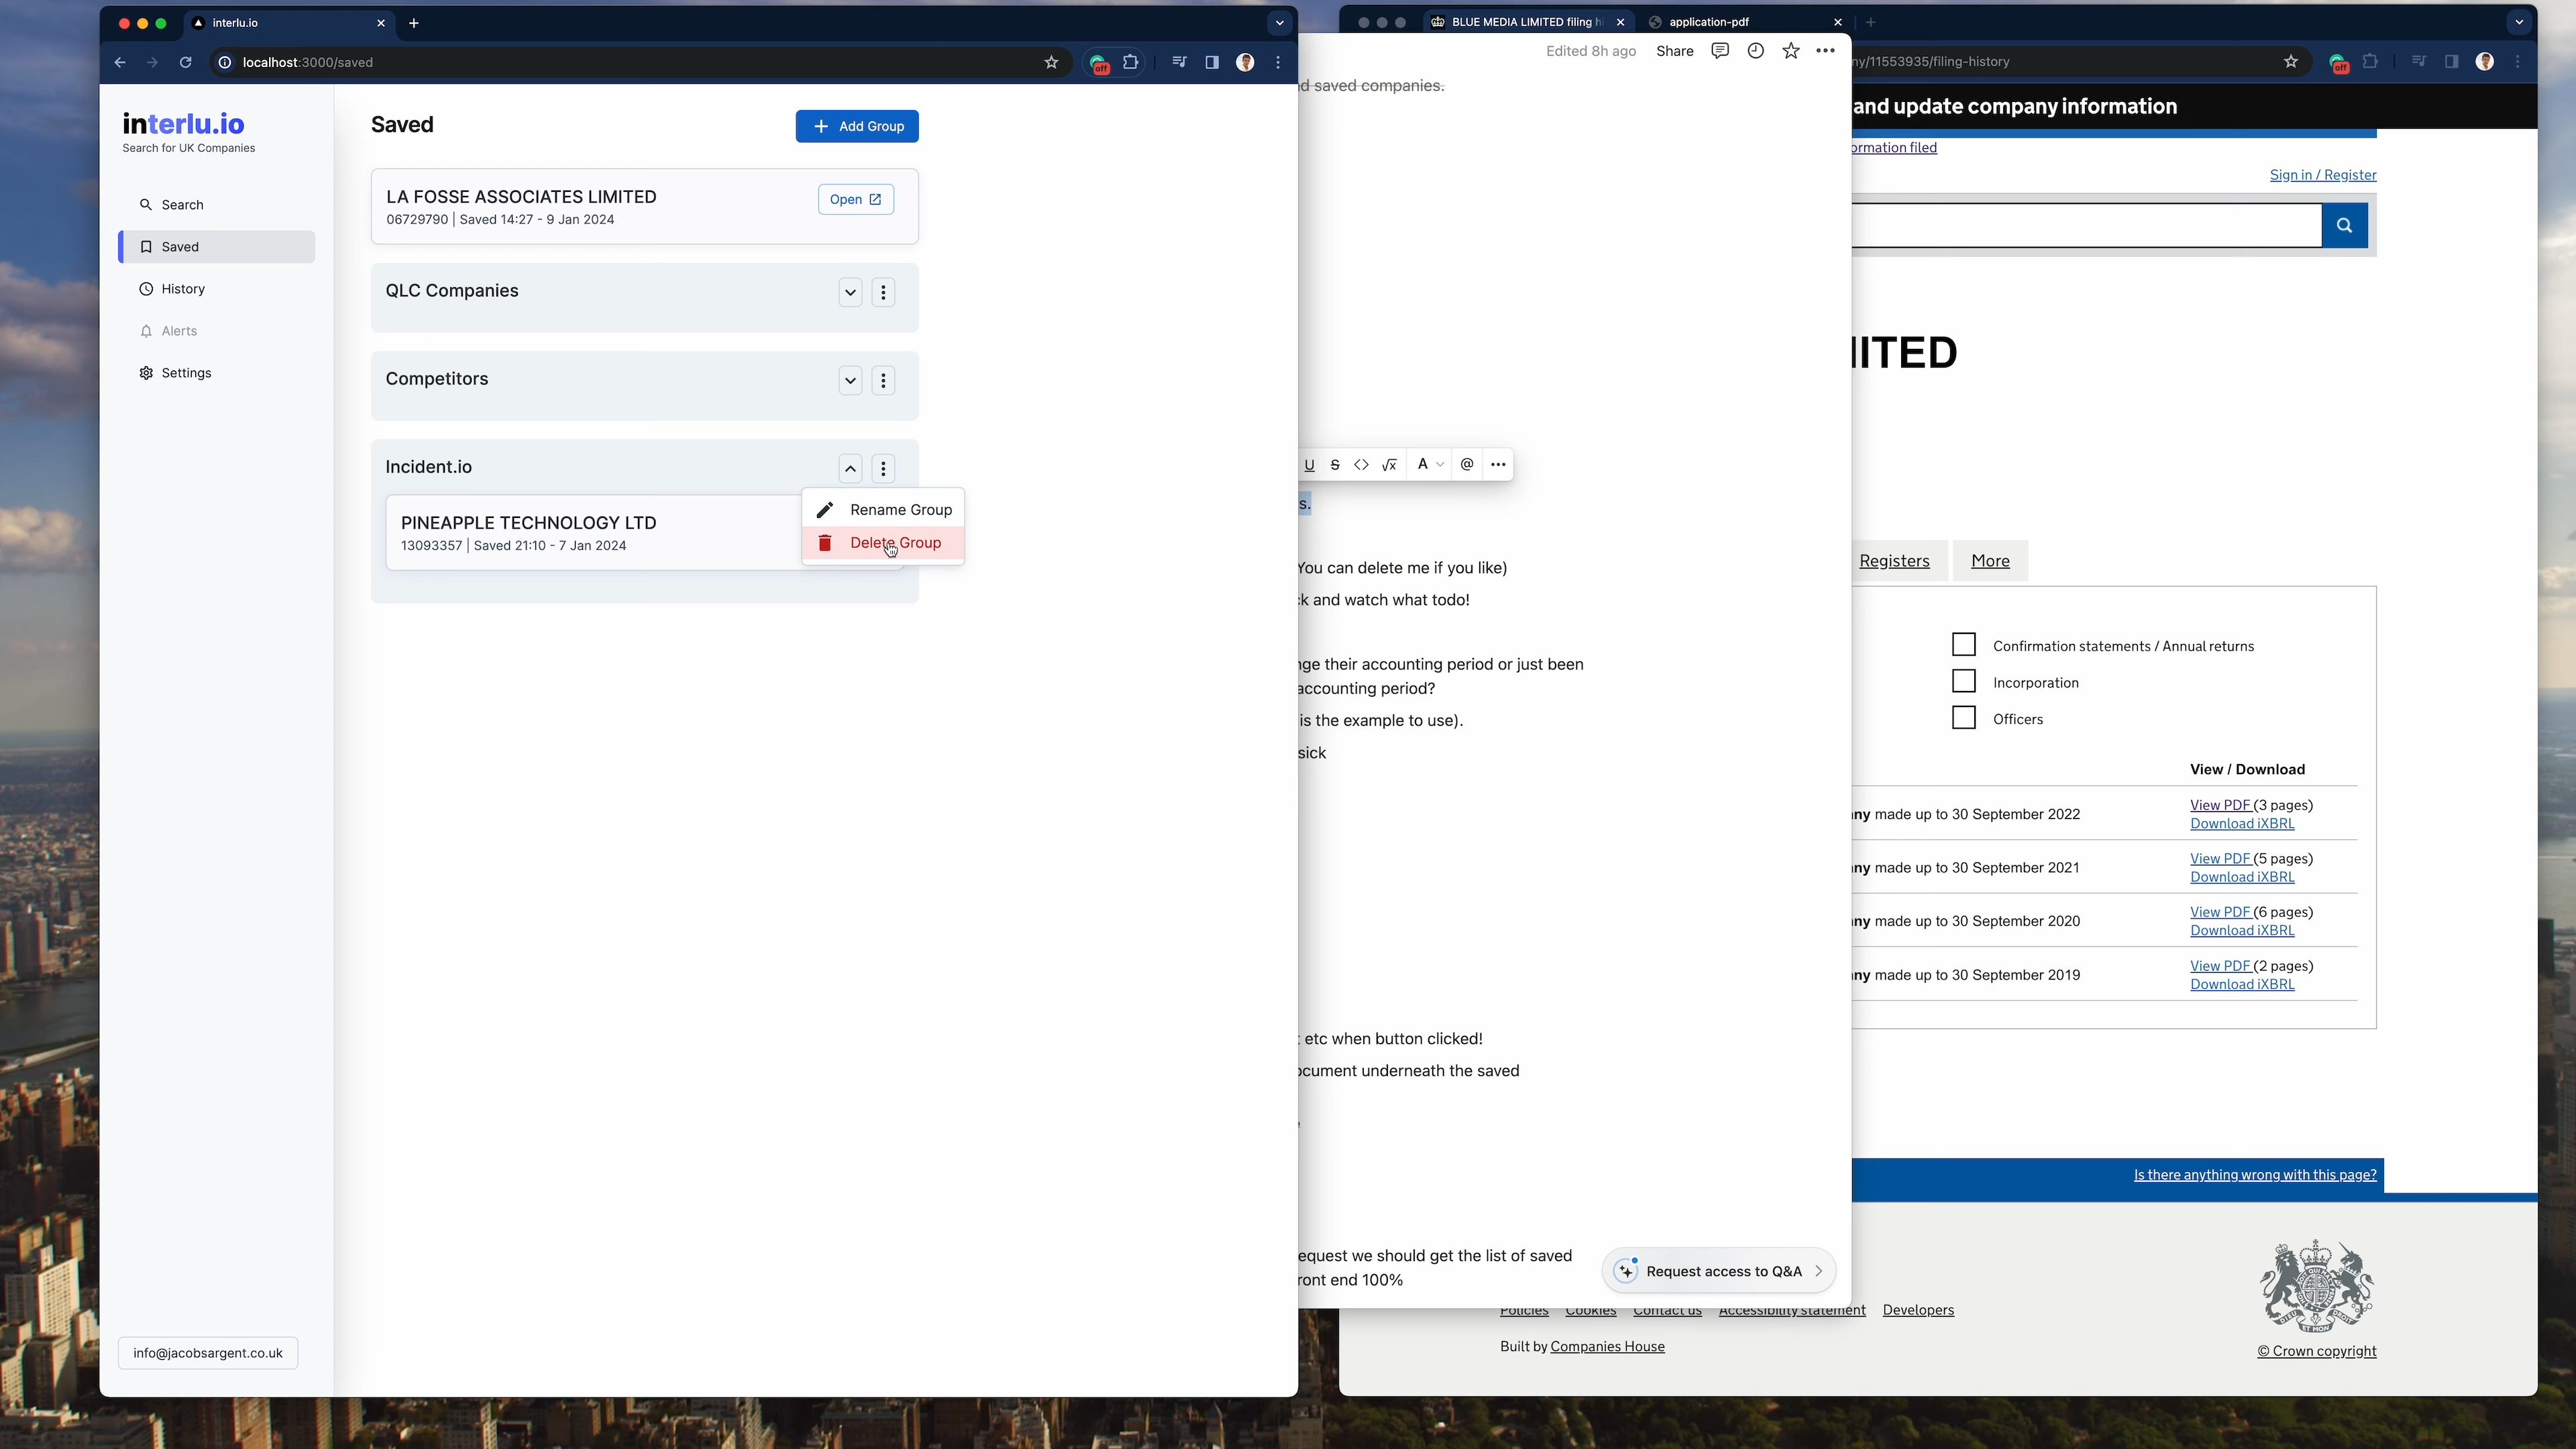 interlu.io
localhost:3000/saved
off
interlu.io
Search for UK Companies
Search
Saved
History
Alerts
Settings
info@jacobsargent.co.uk
Saved
Add Group
LA FOSSE ASSOCIATES LIMITED
06729790 | Saved 14:27 - 9 Jan 2024
Open
QLC Companies
Competitors
Incident.io
PINEAPPLE TECHNOLOGY LTD
13093357 | Saved 21:10 - 7 Jan 2024
Rename Group
Delete Group
Edited 8h ago
Share
d saved companies.
U S <> √x A @
s.
You can delete me if you like)
k and watch what todo!
nge their accounting period or just been
accounting period?
is the example to use).
sick
t etc when button clicked!
ocument underneath the saved
equest we should get the list of saved
ront end 100%
Request access to Q&A
BLUE MEDIA LIMITED filing h
application-pdf
ny/11553935/filing-history
off
and update company information
ormation filed
Sign in / Register
MITED
Registers
More
Confirmation statements / Annual returns
Incorporation
Officers
View / Download
any made up to 30 September 2022
View PDF (3 pages)
Download iXBRL
any made up to 30 September 2021
View PDF (5 pages)
Download iXBRL
any made up to 30 September 2020
View PDF (6 pages)
Download iXBRL
any made up to 30 September 2019
View PDF (2 pages)
Download iXBRL
Is there anything wrong with this page?
Policies Cookies Contact us Accessibility statement Developers
Built by Companies House
© Crown copyright